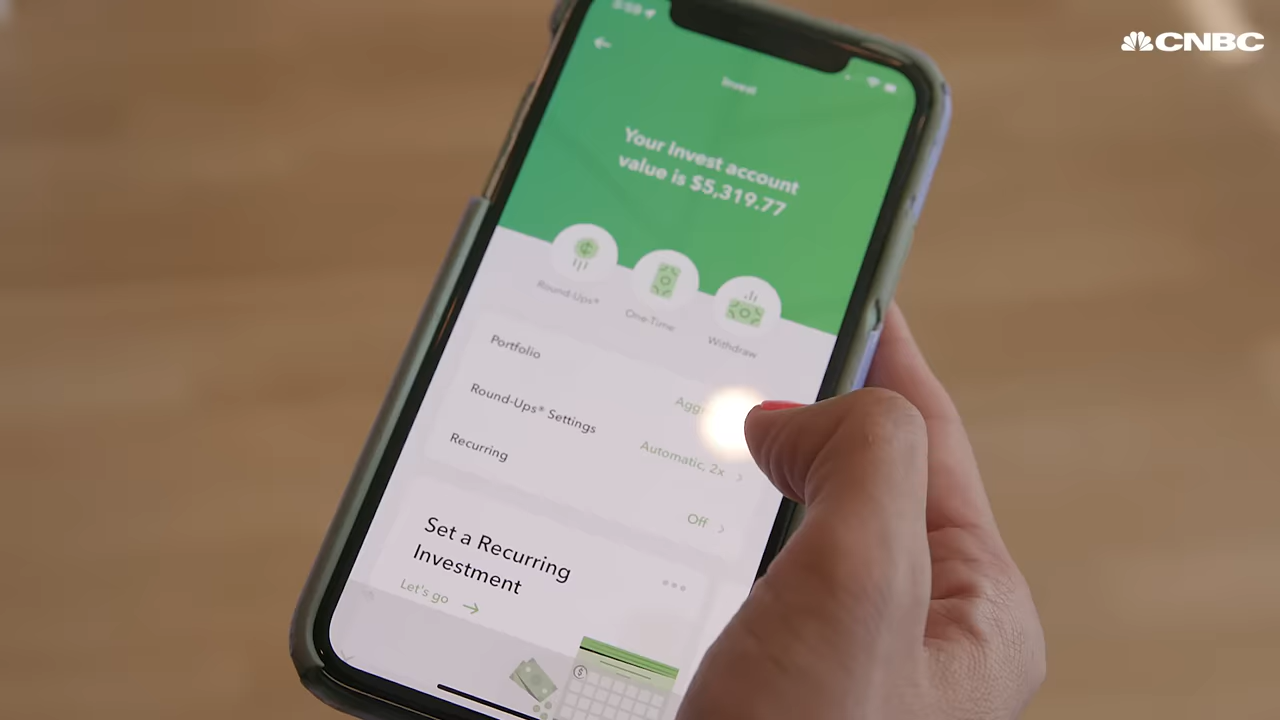 CNBC
Invest
Your Invest account
value is $5,319.77
Round-Ups®
One-Time
Withdraw
Portfolio
Round-Ups® Settings
Automatic, 2x
Recurring
Off
Set a Recurring
Investment
Let's go